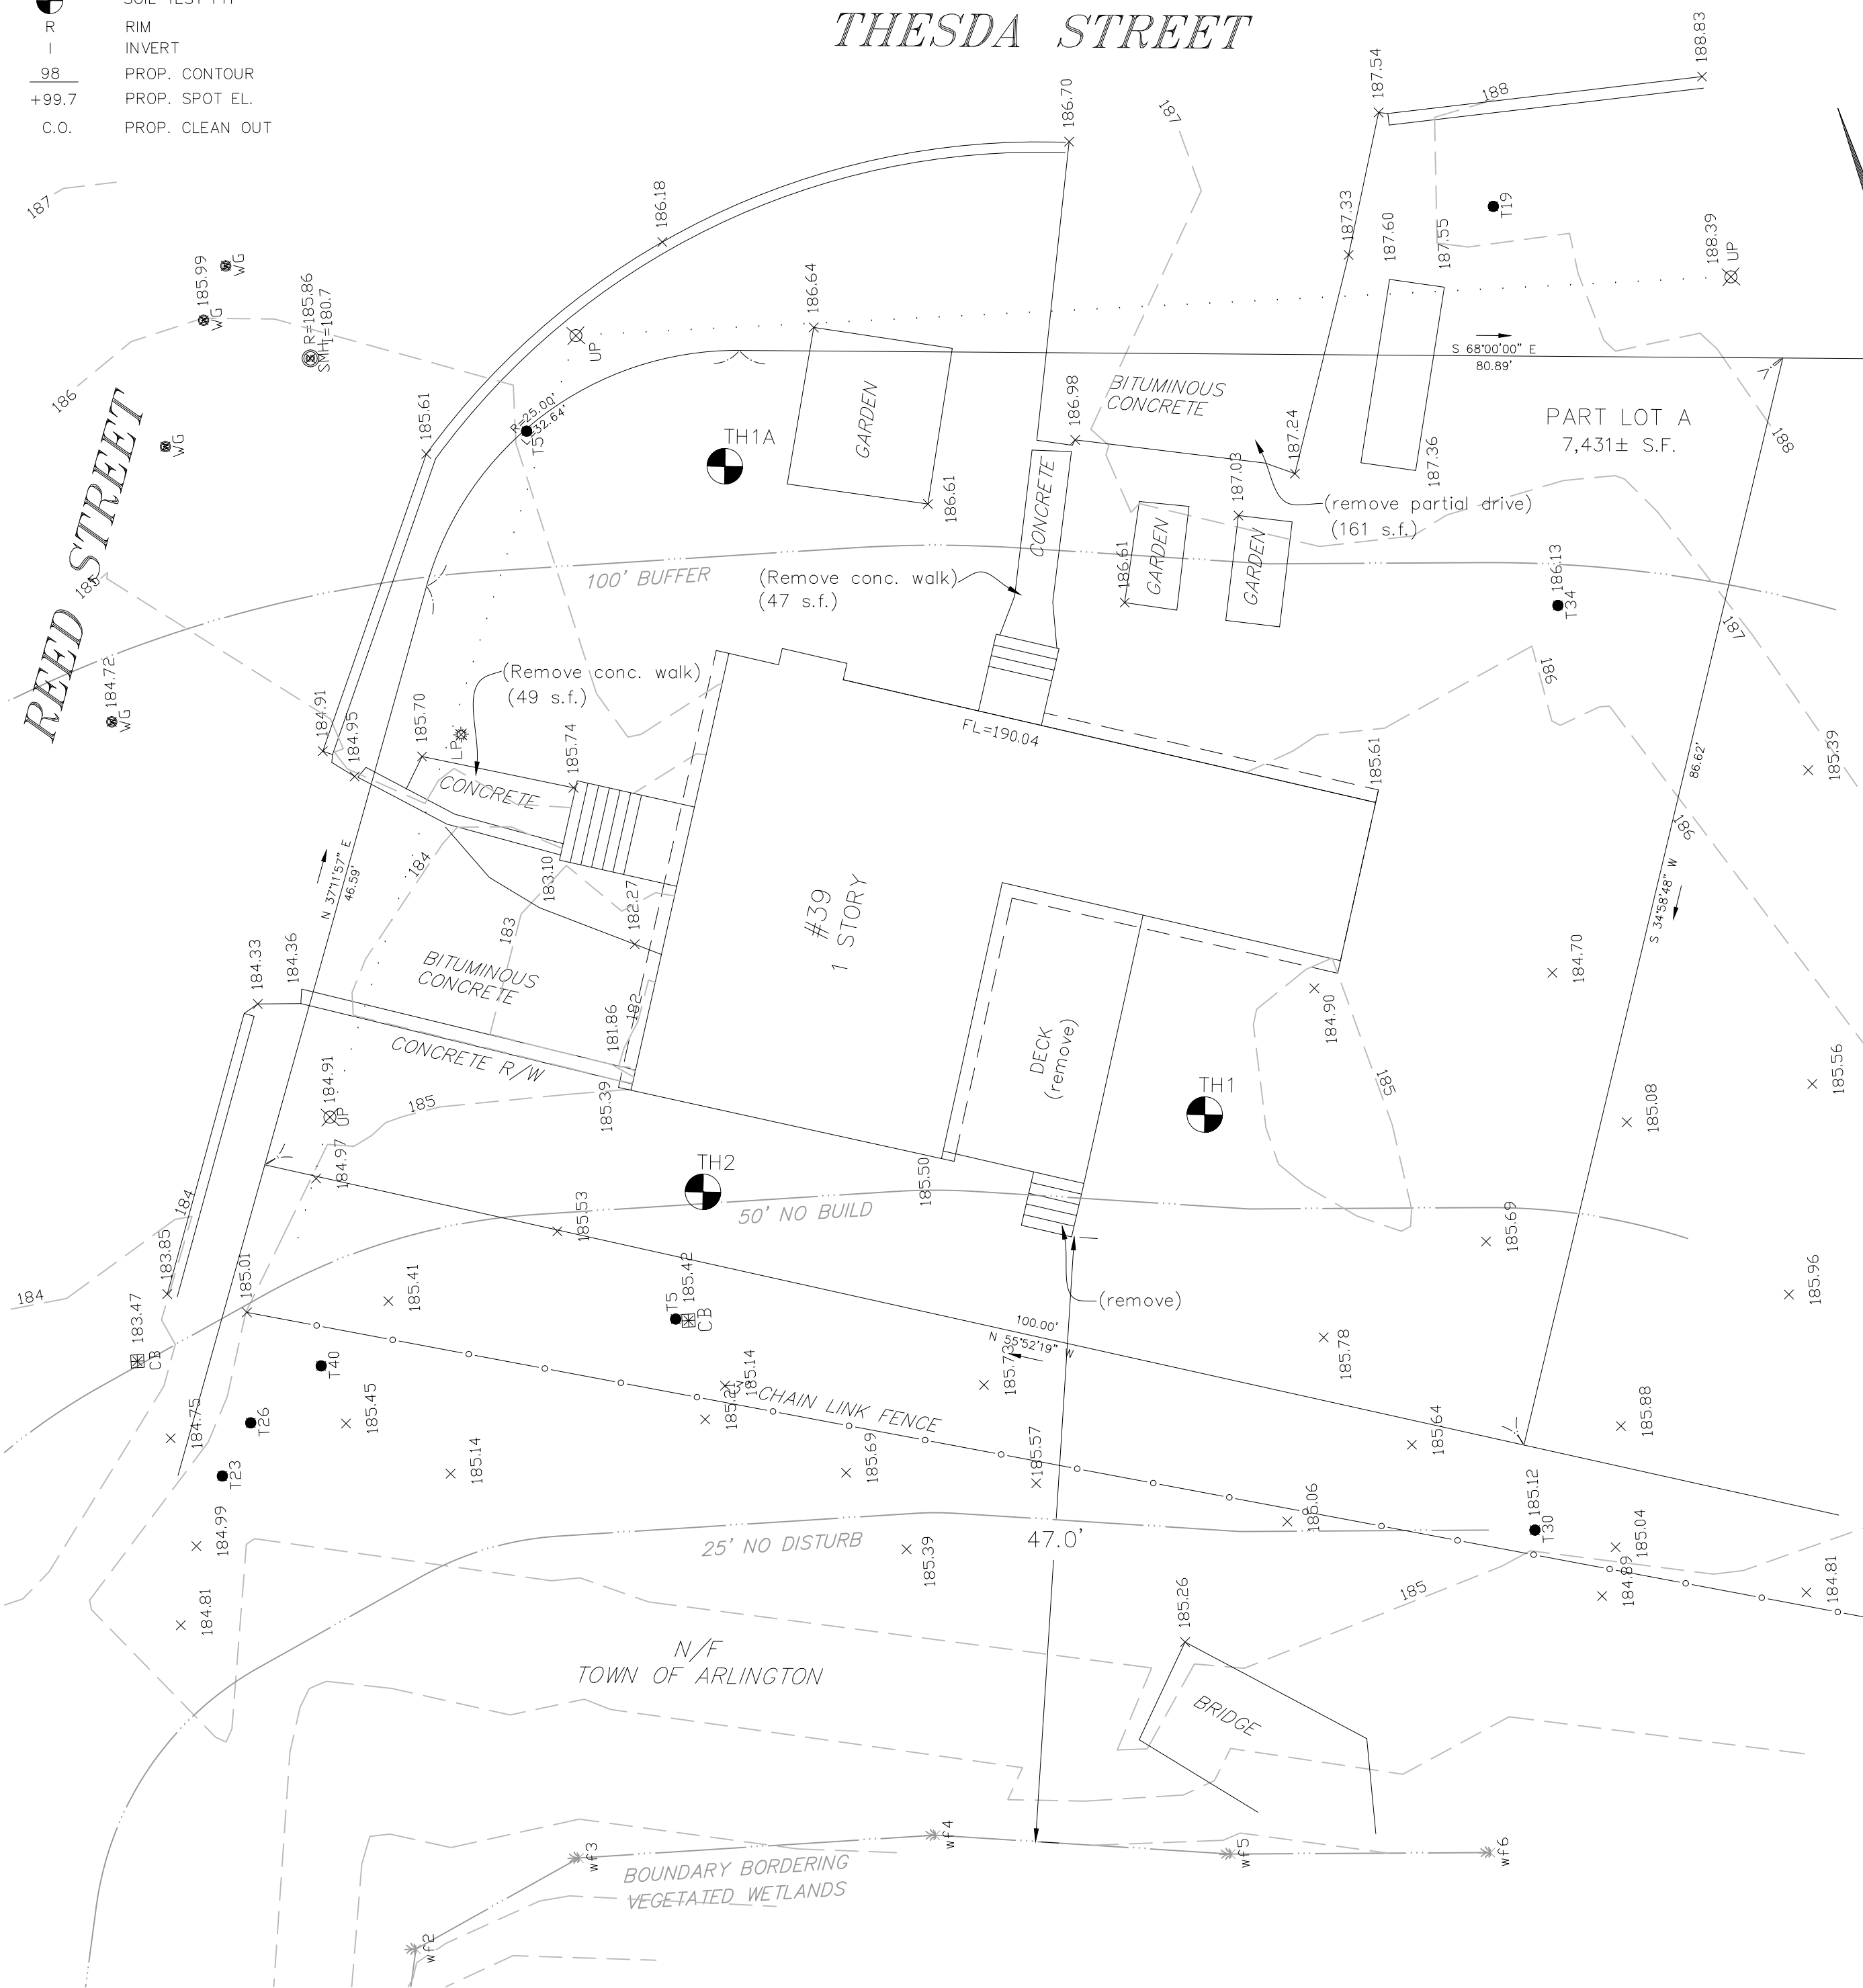 R RIM
I INVERT
98 PROP. CONTOUR
+99.7 PROP. SPOT EL.
C.O. PROP. CLEAN OUT
THESDA STREET
REED STREET
187
186
187
188
187.54
188.83
186.70
186.18
187.33
187.60
187.55
T19
188.39
UP
185.99
WG
WG
R=185.86
SMH I=180.7
WG
184.72
WG
186.64
UP
185.61
R=25.00'
L=32.64'
T5
TH1A
GARDEN
186.61
186.98
BITUMINOUS
CONCRETE
187.24
187.36
S 68°00'00" E
80.89'
PART LOT A
7,431± S.F.
188
CONCRETE
187.03
186.61
GARDEN
GARDEN
(remove partial drive)
(161 s.f.)
186.13
T34
187
186
100' BUFFER
(Remove conc. walk)
(47 s.f.)
(Remove conc. walk)
(49 s.f.)
184.91
184.95
185.70
LP
185.74
CONCRETE
FL=190.04
185.61
86.62'
185.39
186
S 34°58'48" W
N 37°11'57" E
46.59'
184
183.10
182.27
183
#39
1 STORY
184.33
184.36
BITUMINOUS
CONCRETE
181.86
182
CONCRETE R/W
185.39
DECK
(remove)
184.90
184.70
185
TH1
185.56
185.08
184.91
UP
185
184.97
TH2
50' NO BUILD
185.50
185.53
185.69
185.96
184
183.85
184
183.47
CB
185.01
185.41
T5
185.42
CB
(remove)
100.00'
N 55°52'19" W
185.78
T40
T26
T23
184.75
185.45
185.14
185.14
185.21
3' CHAIN LINK FENCE
185.73
185.69
185.57
185.64
185.88
185.06
185.12
T30
185.04
184.89
184.81
184.99
184.81
25' NO DISTURB
185.39
47.0'
185.26
185
BRIDGE
N/F
TOWN OF ARLINGTON
wf3
wf4
wf5
wf6
wf2
BOUNDARY BORDERING
VEGETATED WETLANDS